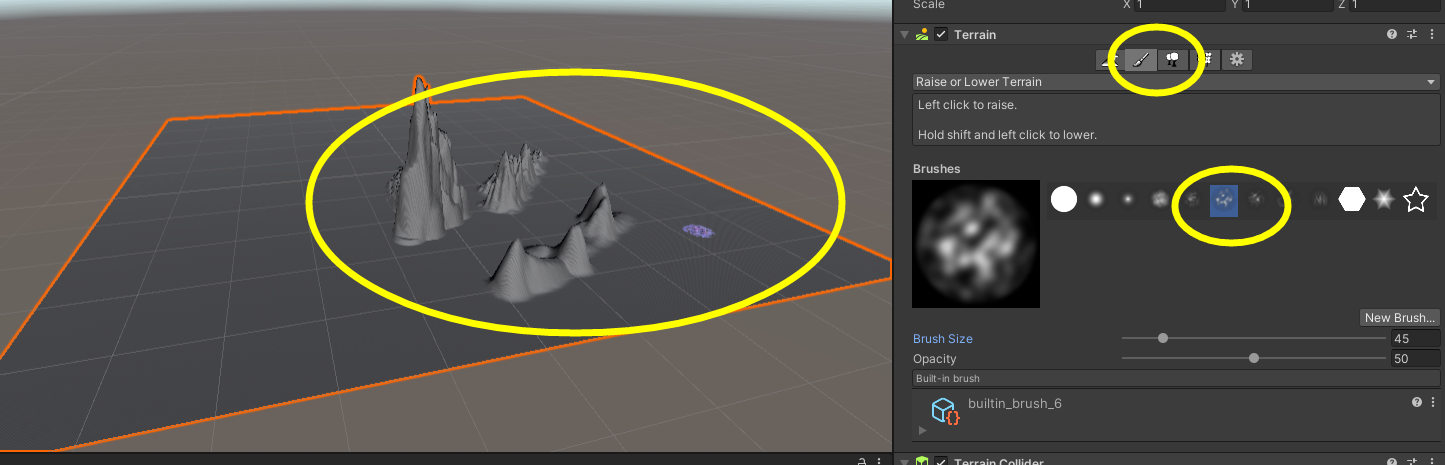 Scale X 1 Y 1 Z 1
Terrain
Raise or Lower Terrain
Left click to raise.
Hold shift and left click to lower.
Brushes
New Brush...
Brush Size 45
Opacity 50
Built-in brush
builtin_brush_6
Terrain Collider